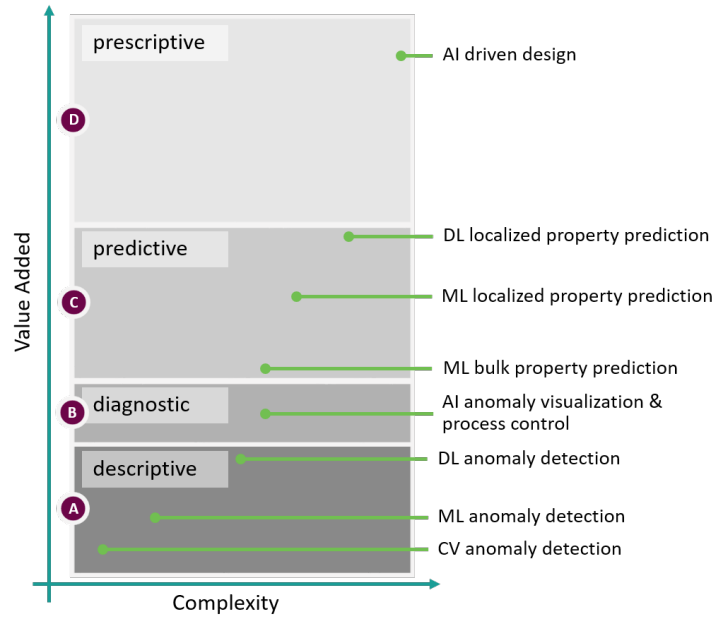 prescriptive
AI driven design
D
predictive
DL localized property prediction
C
ML localized property prediction
ML bulk property prediction
B
diagnostic
AI anomaly visualization &
process control
descriptive
DL anomaly detection
A
ML anomaly detection
CV anomaly detection
Value Added
Complexity